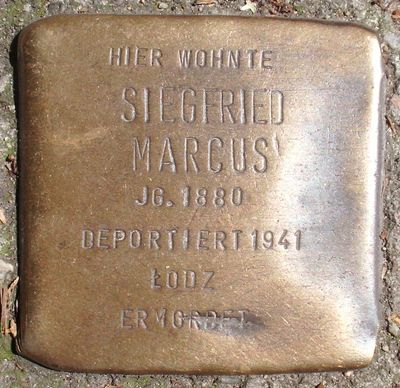 HIER WOHNTE
SIEGFRIED
MARCUS
JG. 1880
DEPORTIERT 1941
ŁODZ
ERMORDET